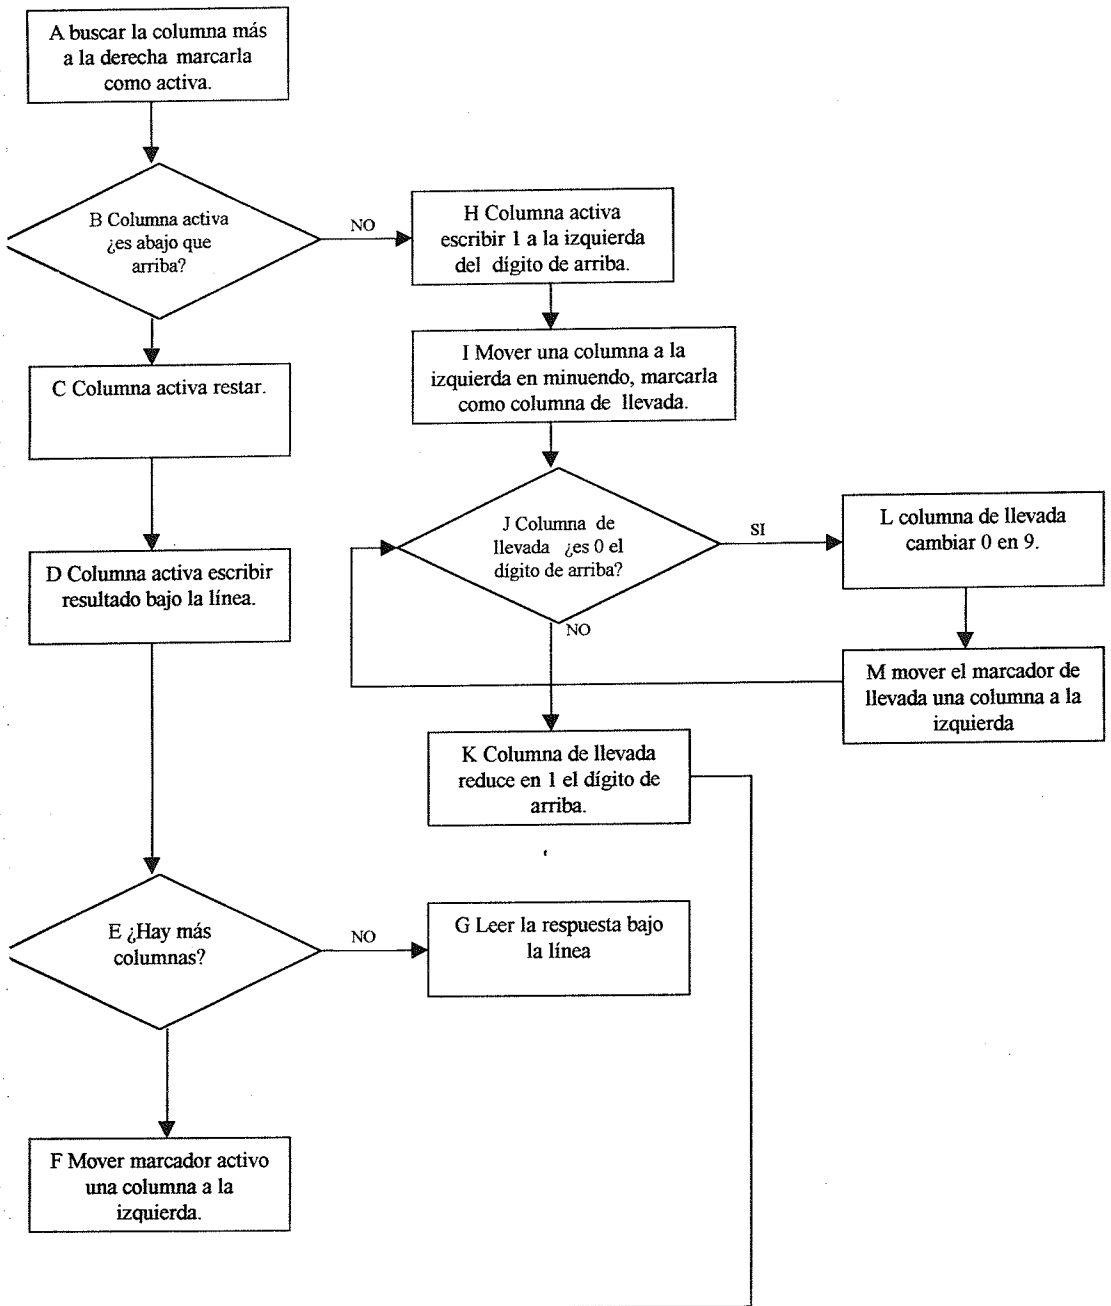 A buscar la columna más
a la derecha marcarla
como activa.
B Columna activa
¿es abajo que
arriba?
NO
H Columna activa
escribir 1 a la izquierda
del dígito de arriba.
C Columna activa restar.
I Mover una columna a la
izquierda en minuendo, marcarla
como columna de llevada.
D Columna activa escribir
resultado bajo la línea.
J Columna de
llevada ¿es 0 el
dígito de arriba?
SI
L columna de llevada
cambiar 0 en 9.
NO
M mover el marcador de
llevada una columna a la
izquierda
K Columna de llevada
reduce en 1 el dígito de
arriba.
E ¿Hay más
columnas?
NO
G Leer la respuesta bajo
la línea
F Mover marcador activo
una columna a la
izquierda.